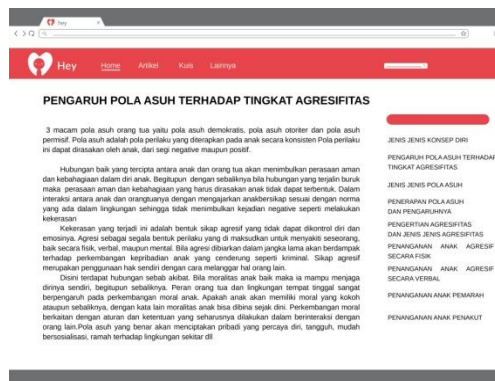 Hey
Hey
Home Artikel Kuis Lainnya
PENGARUH POLA ASUH TERHADAP TINGKAT AGRESIFITAS
3 macam pola asuh orang tua yaitu pola asuh demokratis, pola asuh otoriter dan pola asuh
permisif. Pola asuh adalah pola perilaku yang diterapkan pada anak secara konsisten Pola perilaku
ini dapat dirasakan oleh anak, dari segi negative maupun positif.
Hubungan baik yang tercipta antara anak dan orang tua akan menimbulkan perasaan aman
dan kebahagiaan dalam diri anak. Begitupun dengan sebaliknya bila hubungan yang terjalin buruk
maka perasaan aman dan kebahagiaan yang harus dirasakan anak tidak dapat terbentuk. Dalam
interaksi antara anak dan orangtuanya dengan mengajarkan anakbersikap sesuai dengan norma
yang ada dalam lingkungan sehingga tidak menimbulkan kejadian negative seperti melakukan
kekerasan
Kekerasan yang terjadi ini adalah bentuk sikap agresif yang tidak dapat dikontrol diri dan
emosinya. Agresi sebagai segala bentuk perilaku yang di maksudkan untuk menyakiti seseorang,
baik secara fisik, verbal, maupun mental. Bila agresi dibiarkan dalam jangka lama akan berdampak
terhadap perkembangan kepribadian anak yang cenderung seperti kriminal. Sikap agresif
merupakan penggunaan hak sendiri dengan cara melanggar hal orang lain.
Disini terdapat hubungan sebab akibat. Bila moralitas anak baik maka ia mampu menjaga
dirinya sendiri, begitupun sebaliknya. Peran orang tua dan lingkungan tempat tinggal sangat
berpengaruh pada perkembangan moral anak. Apakah anak akan memiliki moral yang kokoh
ataupun sebaliknya, dengan kata lain moralitas anak bisa dibina sejak dini. Perkembangan moral
berkaitan dengan aturan dan ketentuan yang seharusnya dilakukan dalam berinteraksi dengan
orang lain.Pola asuh yang benar akan menciptakan pribadi yang percaya diri, tangguh, mudah
bersosialisasi, ramah terhadap lingkungan sekitar dll
JENIS JENIS KONSEP DIRI
PENGARUH POLA ASUH TERHADAP
TINGKAT AGRESIFITAS
JENIS JENIS POLA ASUH
PENERAPAN POLA ASUH
DAN PENGARUHNYA
PENGERTIAN AGRESIFITAS
DAN JENIS JENIS AGRESIFITAS
PENANGANAN ANAK AGRESIF
SECARA FISIK
PENANGANAN ANAK AGRESIF
SECARA VERBAL
PENANGANAN ANAK PEMARAH
PENANGANAN ANAK PENAKUT